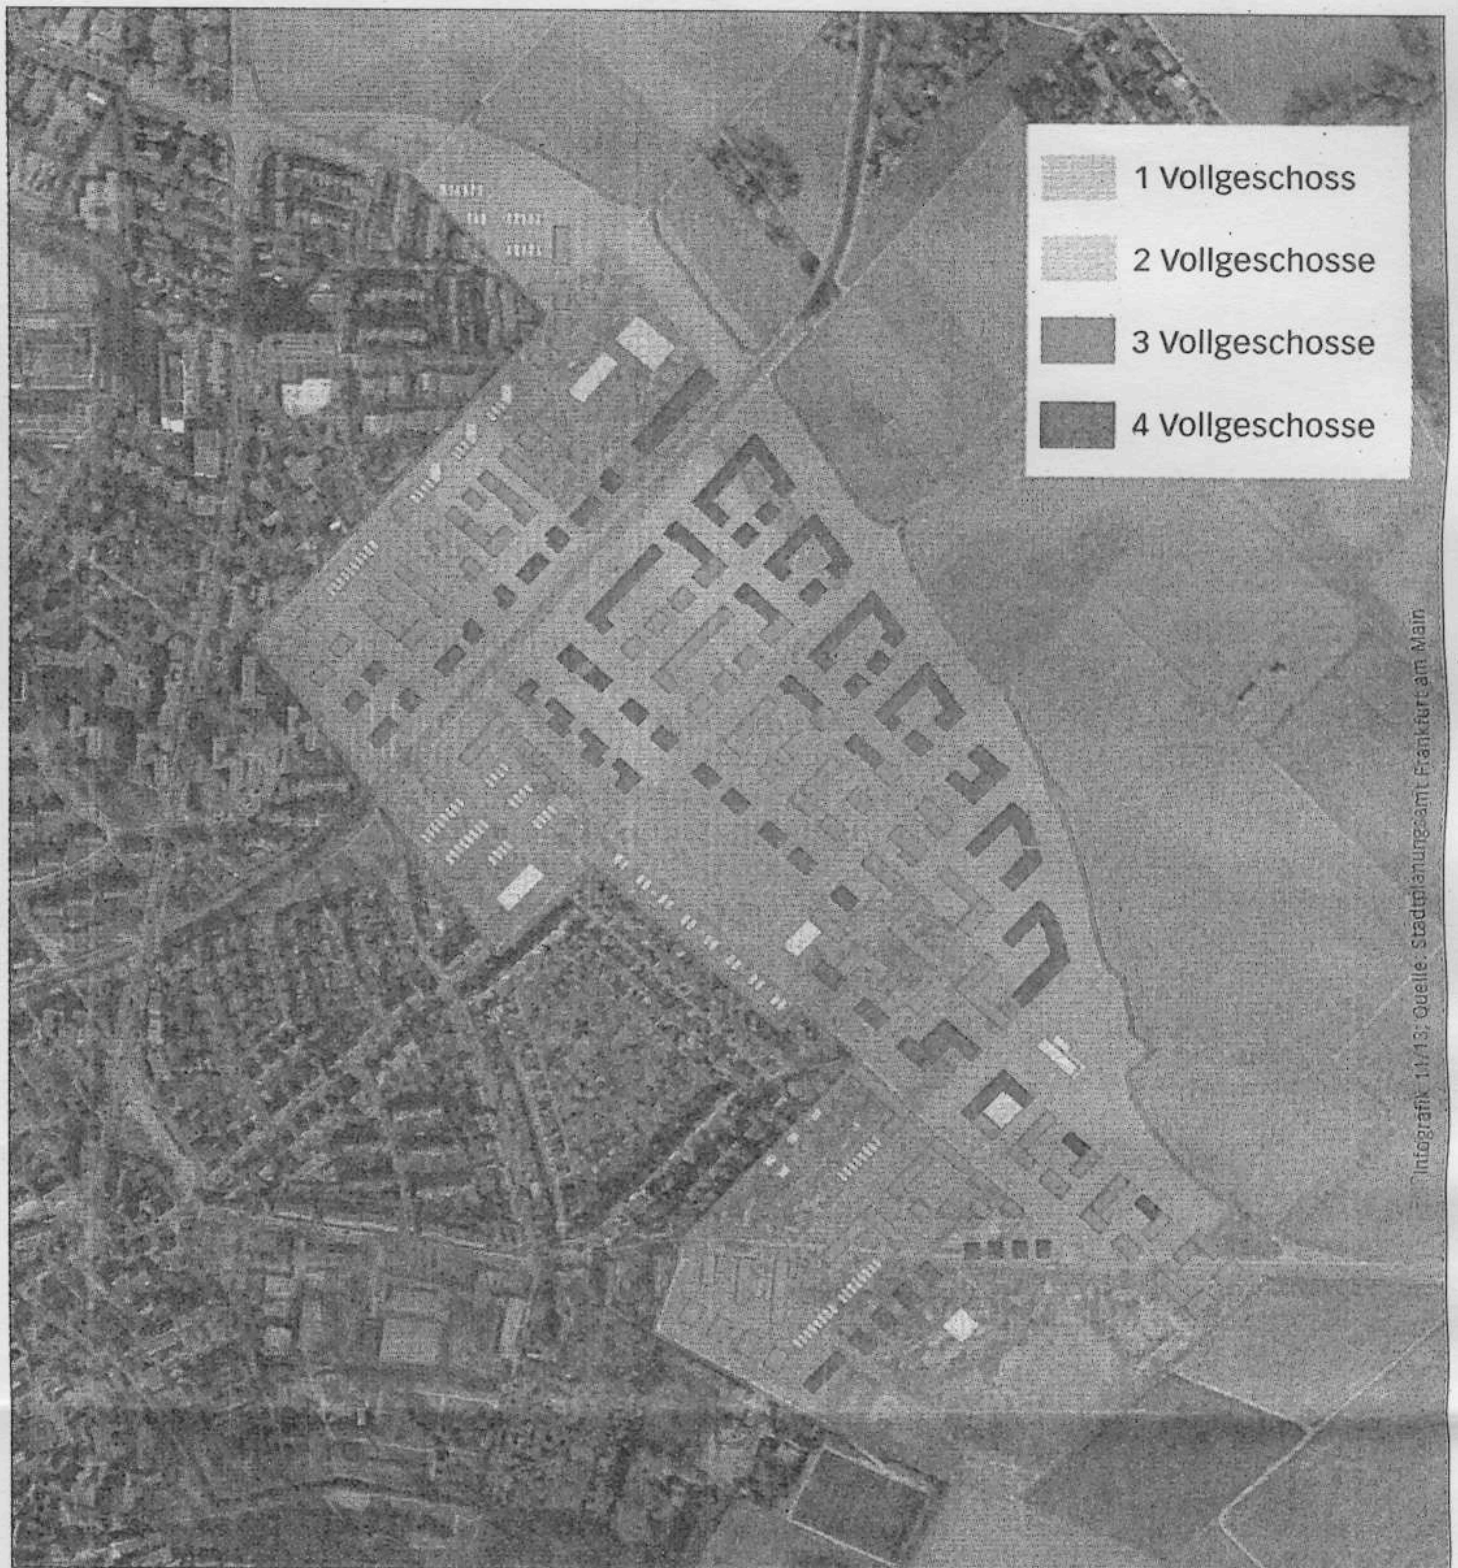 1 Vollgeschoss
2 Vollgeschosse
3 Vollgeschosse
4 Vollgeschosse
Infografik 11/13; Quelle: Stadtplanungsamt Frankfurt am Main